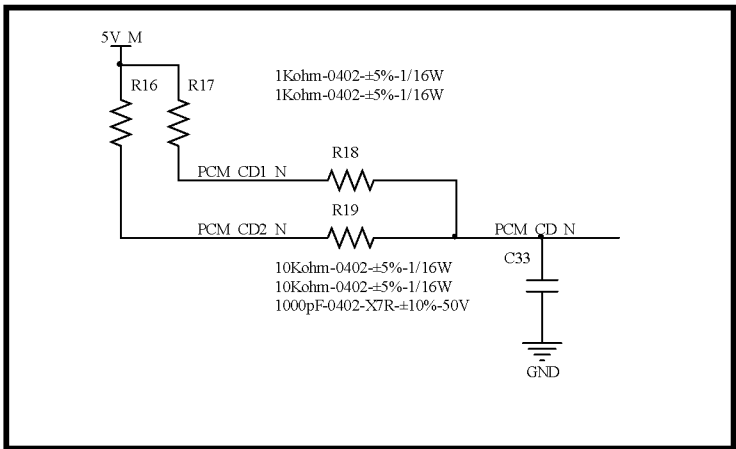 5V_M
R16
R17
1Kohm-0402-±5%-1/16W
1Kohm-0402-±5%-1/16W
R18
PCM_CD1_N
R19
PCM_CD2_N
PCM_CD_N
C33
10Kohm-0402-±5%-1/16W
10Kohm-0402-±5%-1/16W
1000pF-0402-X7R-±10%-50V
GND